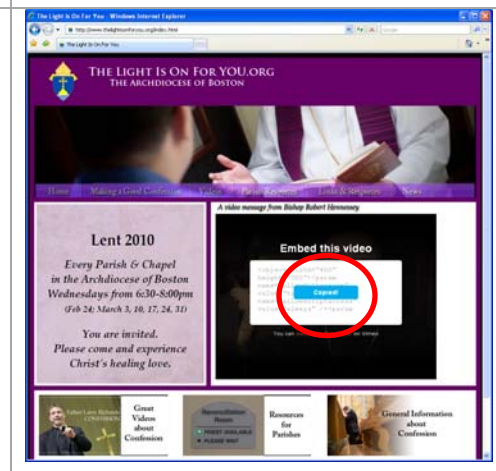 The Light Is On For You - Windows Internet Explorer
The Light Is On For You
THE LIGHT IS ON FOR YOU.ORG
THE ARCHDIOCESE OF BOSTON
Home Making a Good Confession Videos Parish Resources Links & Resources News
Lent 2010
Every Parish & Chapel
in the Archdiocese of Boston
Wednesdays from 6:30-8:00pm
(Feb 24; March 3, 10, 17, 24, 31)
You are invited.
Please come and experience
Christ's healing love.
A video message from Bishop Robert Hennessey
Embed this video
Copied!
Great
Videos
about
Confession
Reconciliation
Room
PRIEST AVAILABLE
PLEASE WAIT
Resources
for
Parishes
General Information
about
Confession